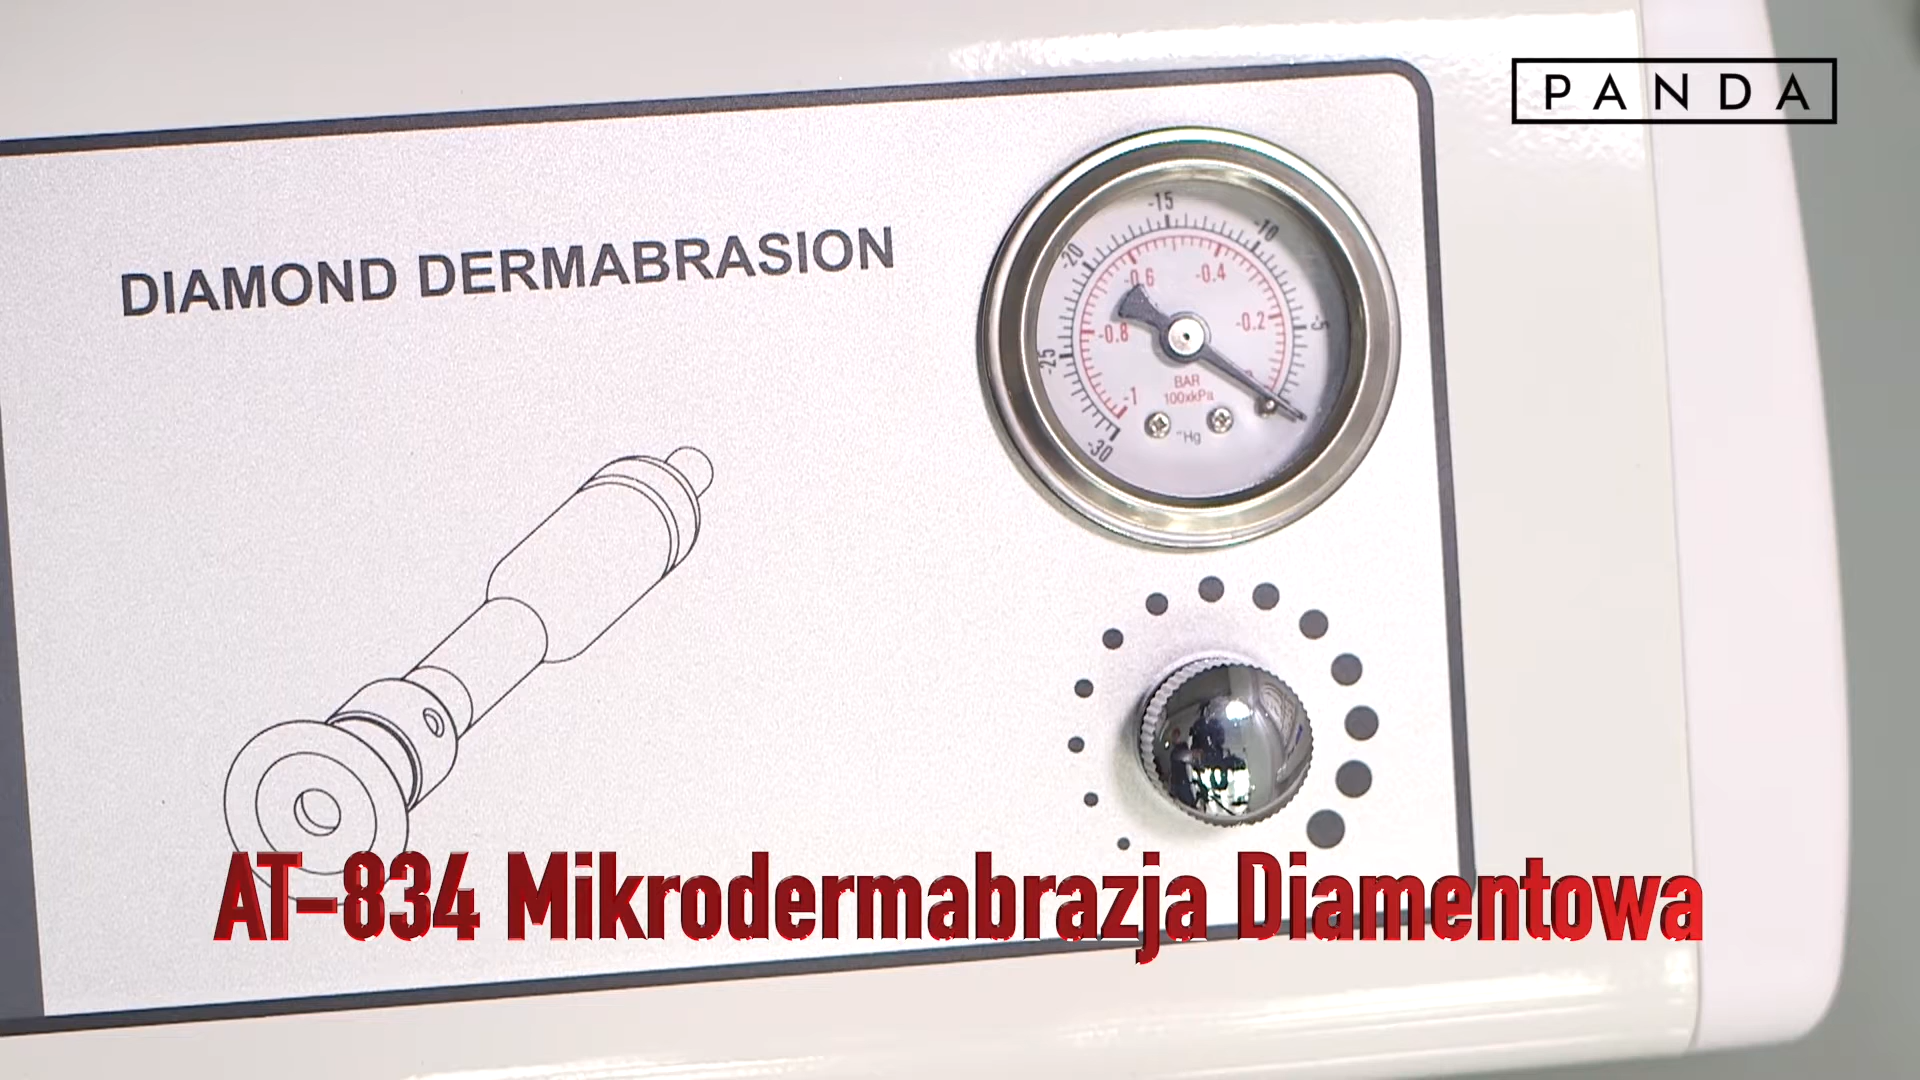 PANDA
DIAMOND DERMABRASION
-15
-10
-20
-0.6
-0.4
-0.2
-5
-0.8
-25
BAR
100xkPa
-1
"Hg
-30
AT-834 Mikrodermabrazja Diamentowa